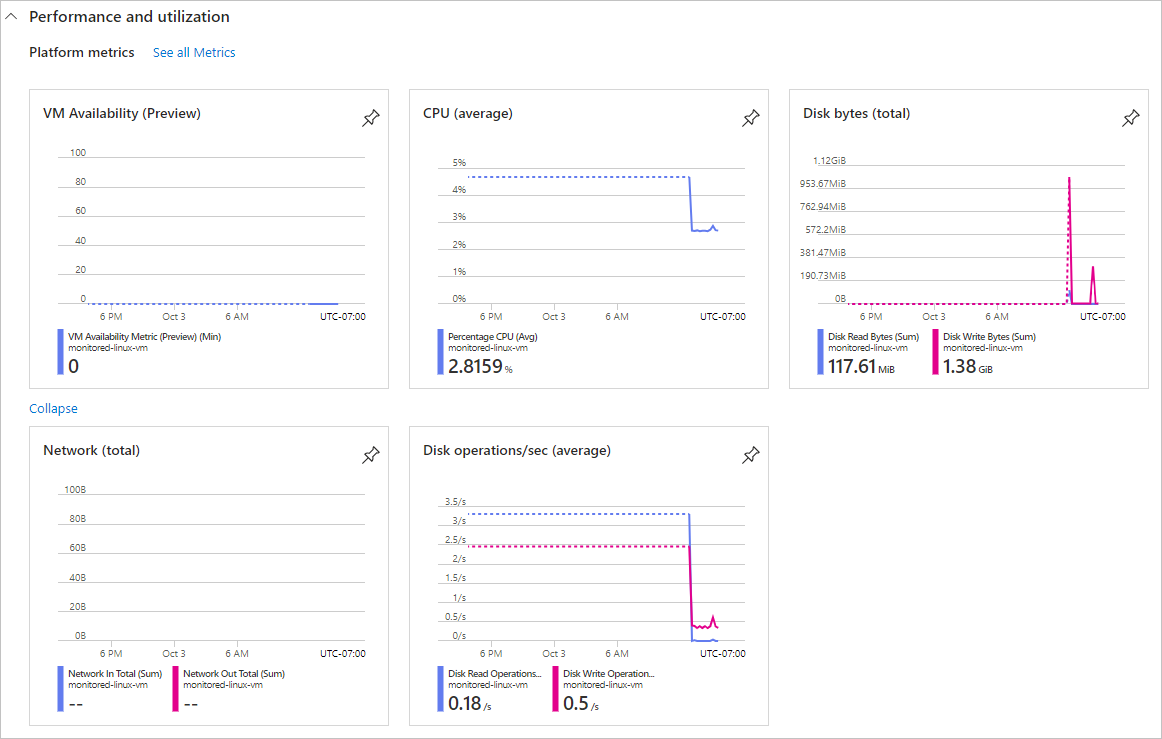 Performance and utilization
Platform metrics See all Metrics
VM Availability (Preview)
100
80
60
40
20
0
6 PM Oct 3 6 AM UTC-07:00
VM Availability Metric (Preview) (Min)
monitored-linux-vm
0
CPU (average)
5%
4%
3%
2%
1%
0%
6 PM Oct 3 6 AM UTC-07:00
Percentage CPU (Avg)
monitored-linux-vm
2.8159 %
Disk bytes (total)
1.12GiB
953.67MiB
762.94MiB
572.2MiB
381.47MiB
190.73MiB
0B
6 PM Oct 3 6 AM UTC-07:00
Disk Read Bytes (Sum) Disk Write Bytes (Sum)
monitored-linux-vm monitored-linux-vm
117.61 MiB 1.38 GiB
Collapse
Network (total)
100B
80B
60B
40B
20B
0B
6 PM Oct 3 6 AM UTC-07:00
Network In Total (Sum) Network Out Total (Sum)
monitored-linux-vm monitored-linux-vm
-- --
Disk operations/sec (average)
3.5/s
3/s
2.5/s
2/s
1.5/s
1/s
0.5/s
0/s
6 PM Oct 3 6 AM UTC-07:00
Disk Read Operations... Disk Write Operation...
monitored-linux-vm monitored-linux-vm
0.18 /s 0.5 /s